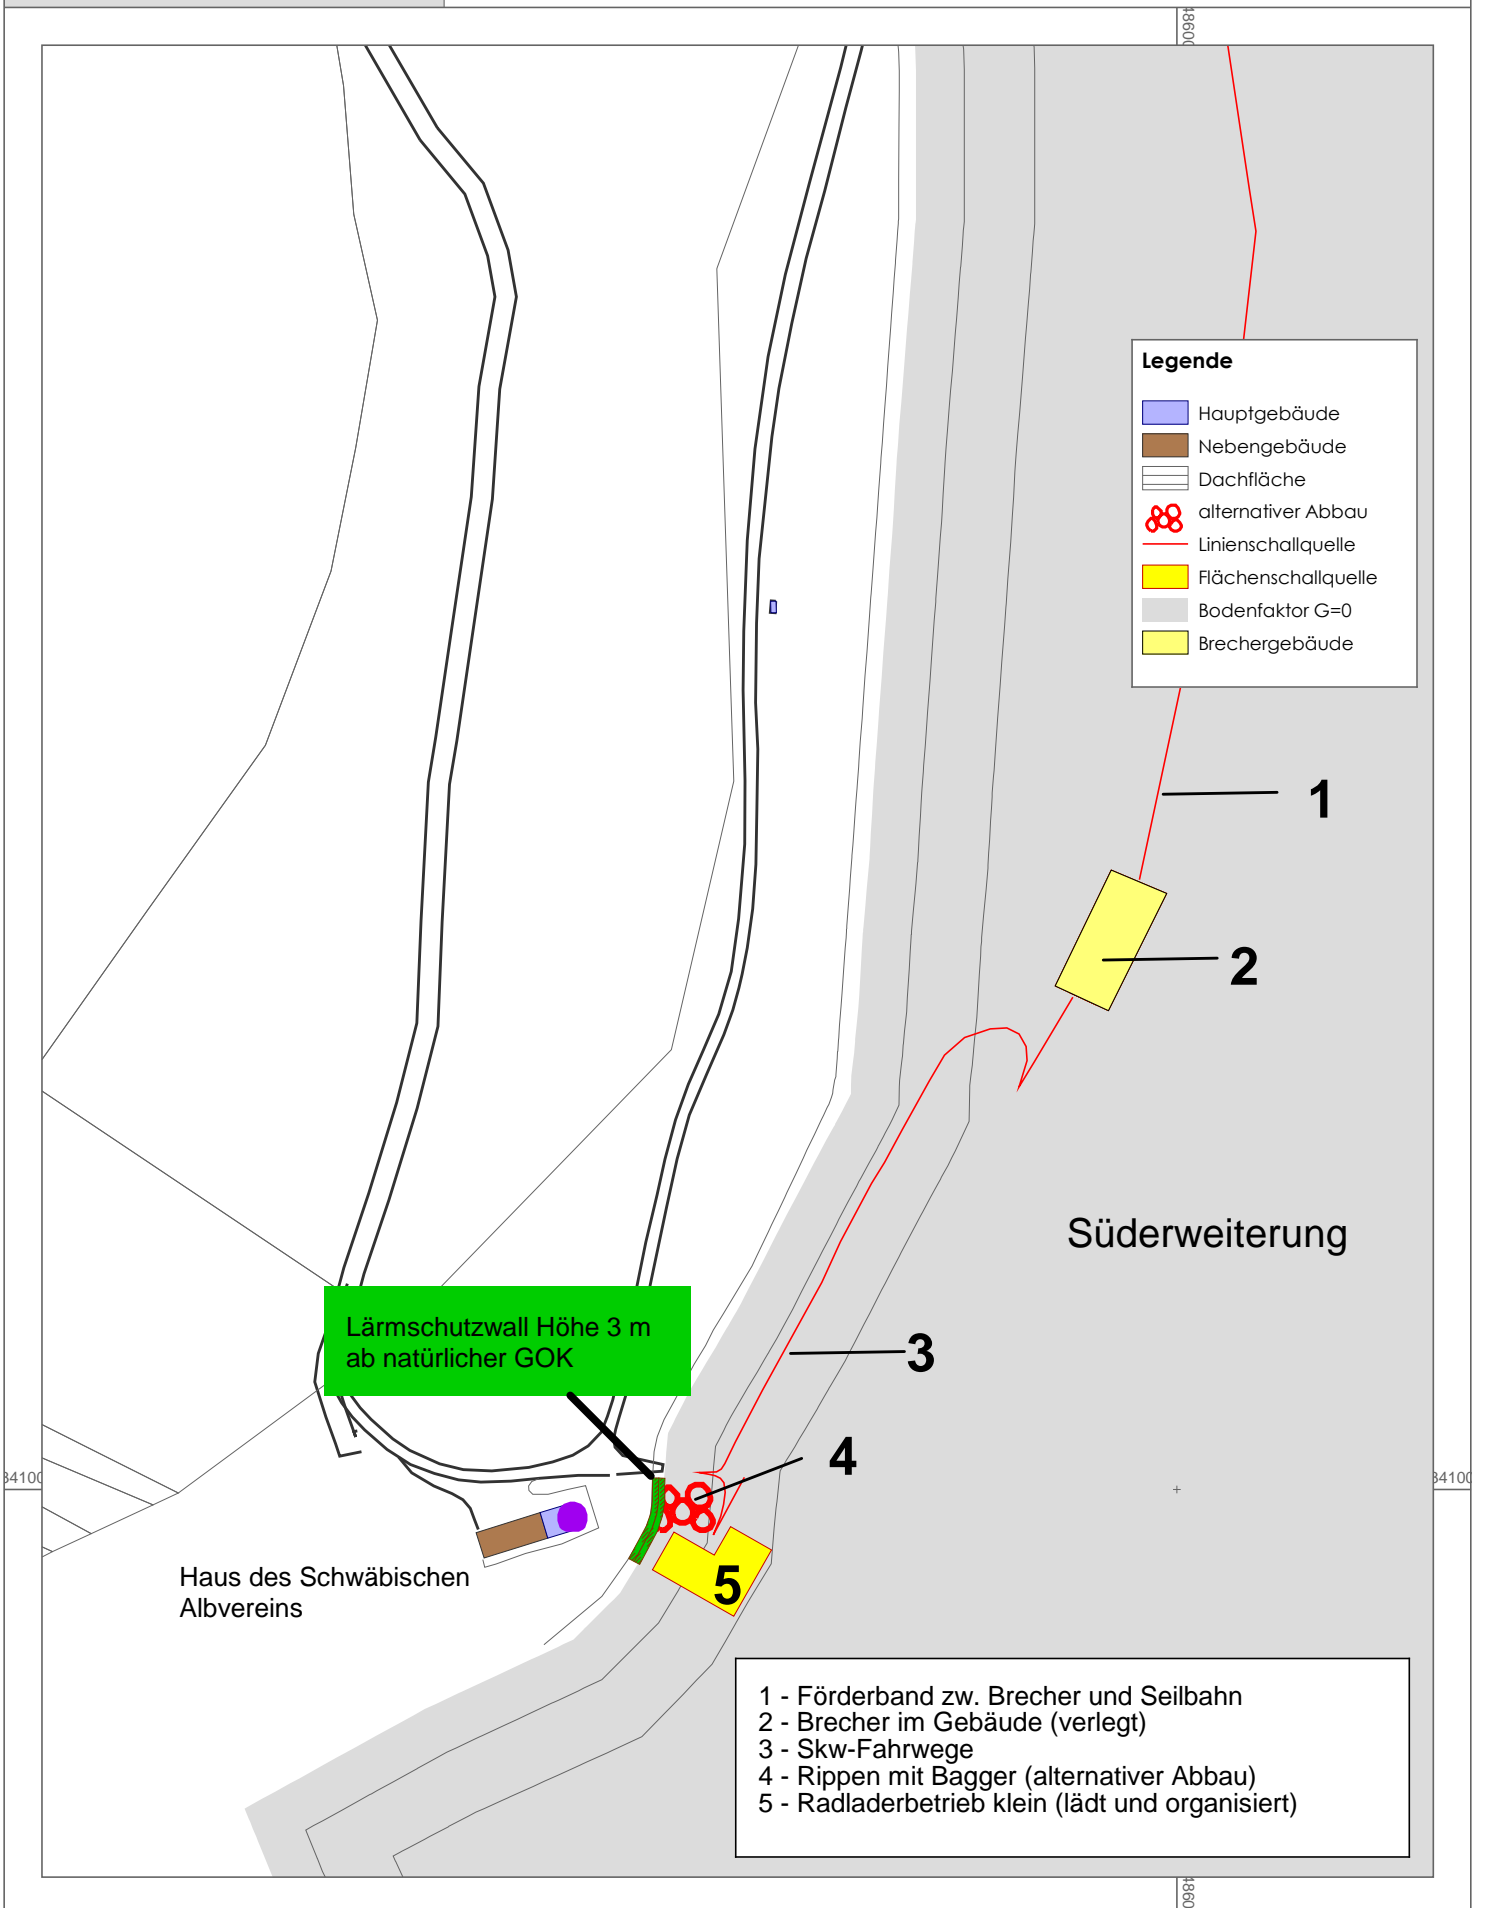 Legende
Hauptgebäude
Nebengebäude
Dachfläche
alternativer Abbau
Linienschallquelle
Flächenschallquelle
Bodenfaktor G=0
Brechergebäude
1
2
Süderweiterung
Lärmschutzwall Höhe 3 m
ab natürlicher GOK
3
4
5
Haus des Schwäbischen
Albvereins
1 - Förderband zw. Brecher und Seilbahn
2 - Brecher im Gebäude (verlegt)
3 - Skw-Fahrwege
4 - Rippen mit Bagger (alternativer Abbau)
5 - Radladerbetrieb klein (lädt und organisiert)